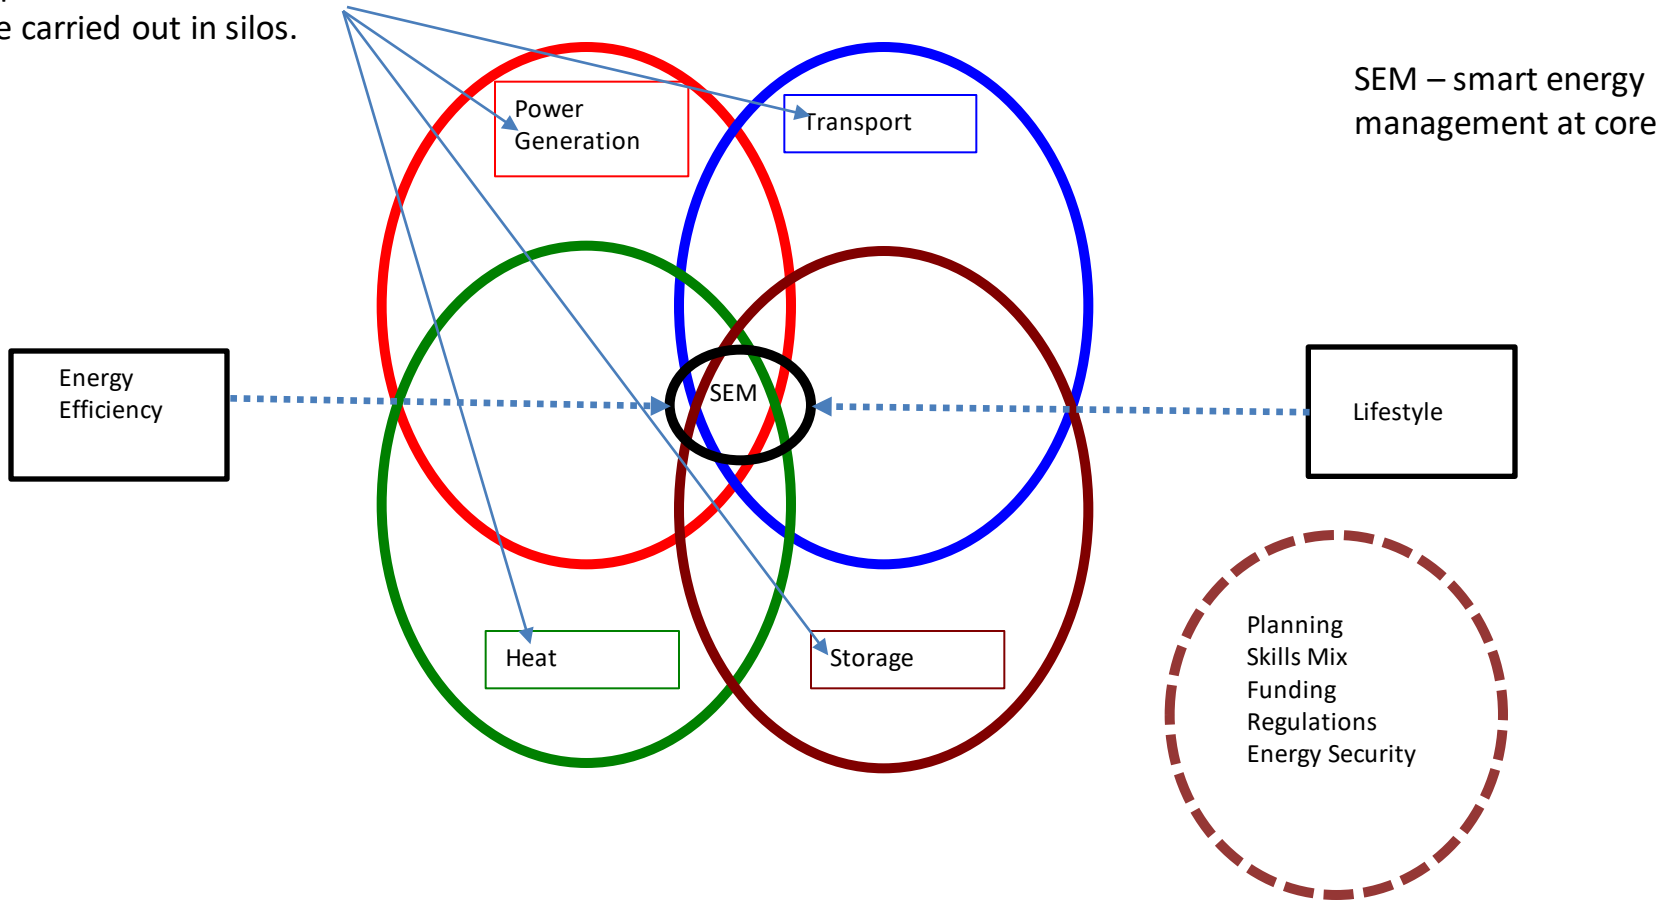 e carried out in silos.
SEM – smart energy
management at core
Power
Generation
Transport
Energy
Efficiency
SEM
Lifestyle
Heat
Storage
Planning
Skills Mix
Funding
Regulations
Energy Security